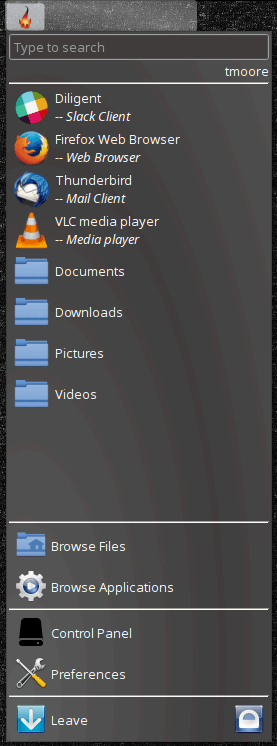 Type to search
tmoore
Diligent
-- Slack Client
Firefox Web Browser
-- Web Browser
Thunderbird
-- Mail Client
VLC media player
-- Media player
Documents
Downloads
Pictures
Videos
Browse Files
Browse Applications
Control Panel
Preferences
Leave